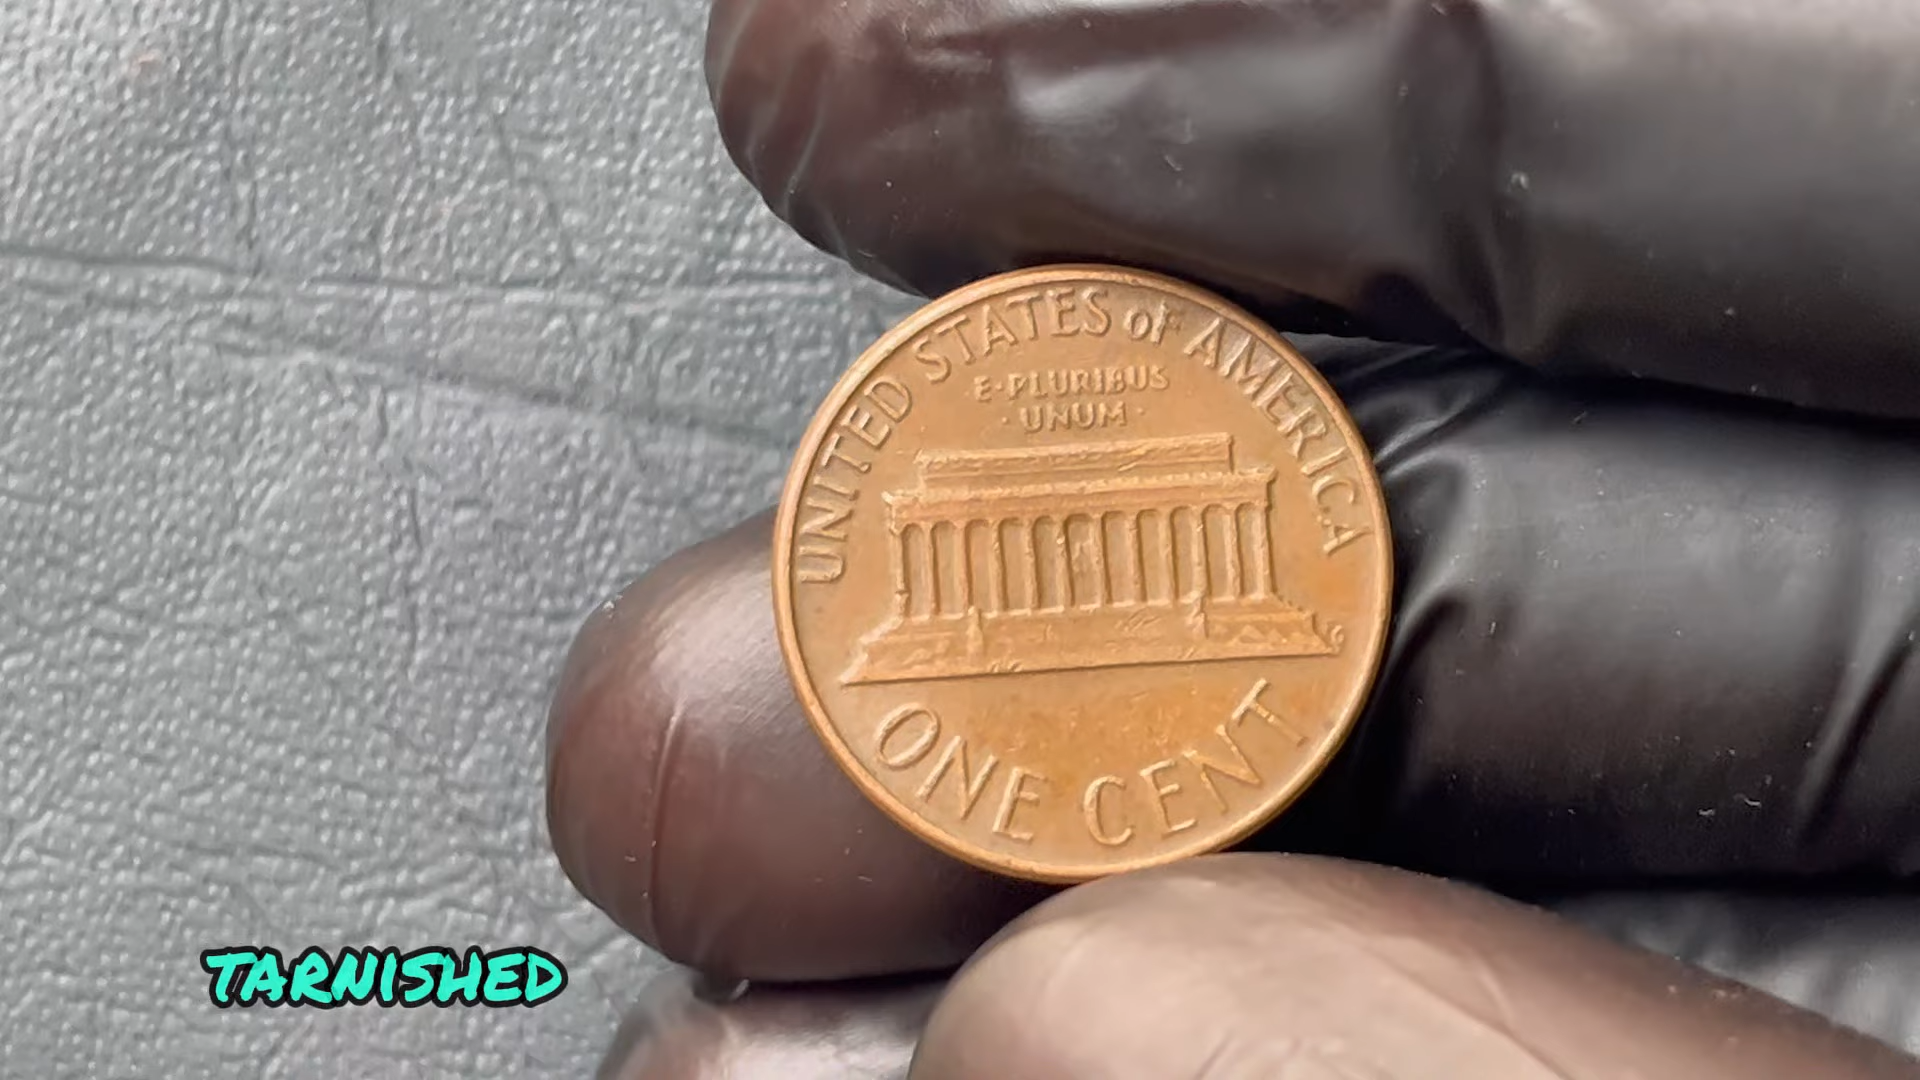 UNITED STATES OF AMERICA
E·PLURIBUS
·UNUM·
ONE CENT
TARNISHED